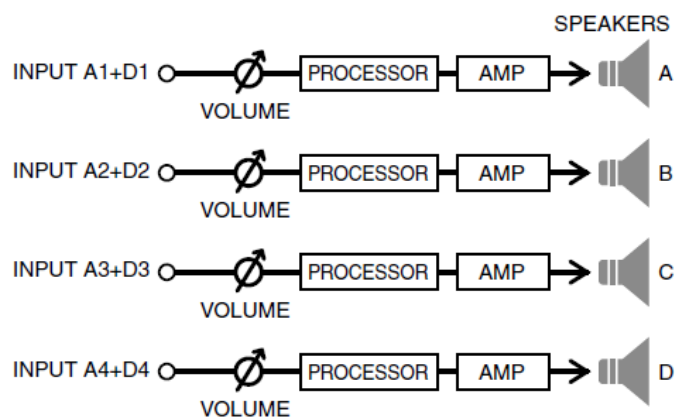 SPEAKERS
INPUT A1+D1 PROCESSOR AMP A
VOLUME
INPUT A2+D2 PROCESSOR AMP B
VOLUME
INPUT A3+D3 PROCESSOR AMP C
VOLUME
INPUT A4+D4 PROCESSOR AMP D
VOLUME